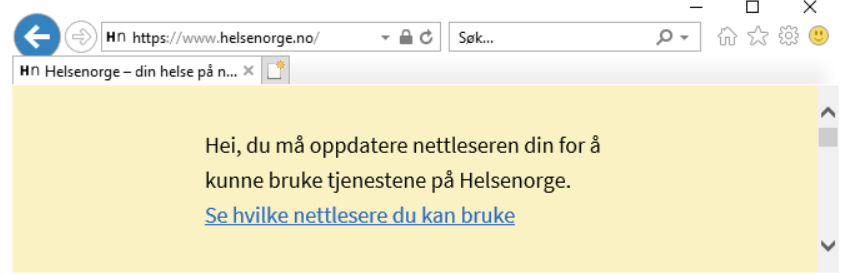 Hn https://www.helsenorge.no/
Søk...
Hn Helsenorge – din helse på n...
Hei, du må oppdatere nettleseren din for å
kunne bruke tjenestene på Helsenorge.
Se hvilke nettlesere du kan bruke